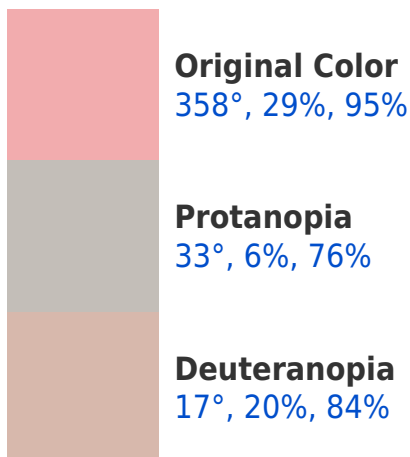 Original Color
358°, 29%, 95%
Protanopia
33°, 6%, 76%
Deuteranopia
17°, 20%, 84%